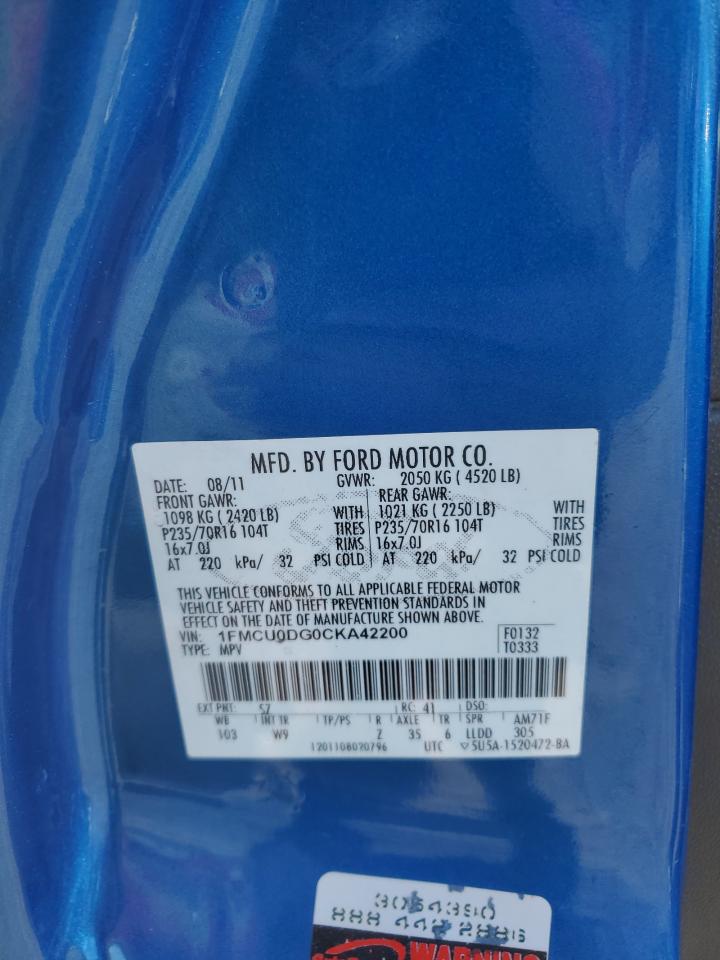 MFD. BY FORD MOTOR CO.
DATE: 08/11 GVWR: 2050 KG ( 4520 LB)
FRONT GAWR: REAR GAWR:
1098 KG ( 2420 LB) WITH 1021 KG ( 2250 LB) WITH
P235/70R16 104T TIRES P235/70R16 104T TIRES
16x7.0J RIMS 16x7.0J RIMS
AT 220 kPa/ 32 PSI COLD AT 220 kPa/ 32 PSI COLD
THIS VEHICLE CONFORMS TO ALL APPLICABLE FEDERAL MOTOR
VEHICLE SAFETY AND THEFT PREVENTION STANDARDS IN
EFFECT ON THE DATE OF MANUFACTURE SHOWN ABOVE.
VIN: 1FMCU0DG0CKA42200 F0132
TYPE: MPV T0333
EXT PNT: SZ RC: 41 DSO:
WB INT TR TP/PS R AXLE TR SPR AM71F
103 W9 Z 35 6 LLDD 305
1201108020796 UTC 5U5A-1520472-BA
WARNING